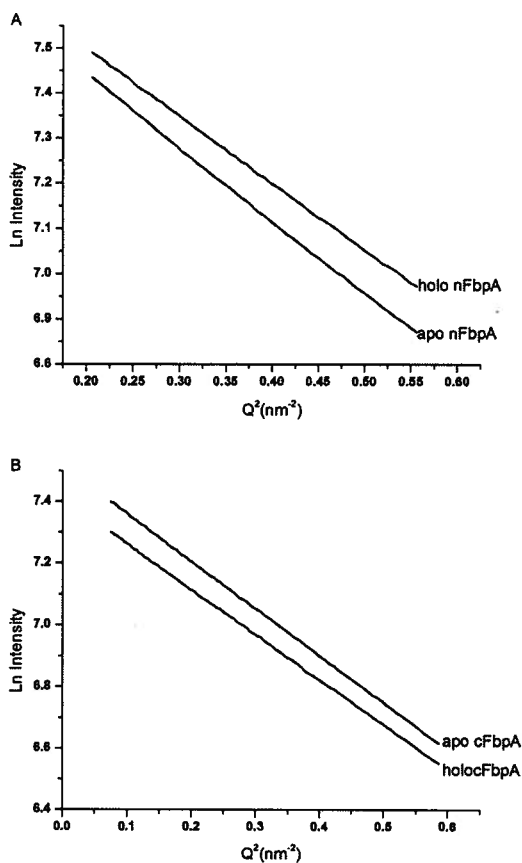 A
7.5
7.4
7.3
7.2
7.1
7.0
6.9
6.8
Ln Intensity
holo nFbpA
apo nFbpA
0.20 0.25 0.30 0.35 0.40 0.45 0.50 0.55 0.60
Q²(nm⁻²)
B
7.4
7.2
7.0
6.8
6.4
Ln Intensity
apo cFbpA
holocFbpA
0.0 0.1 0.2 0.3 0.4 0.5 0.6
Q²(nm⁻²)